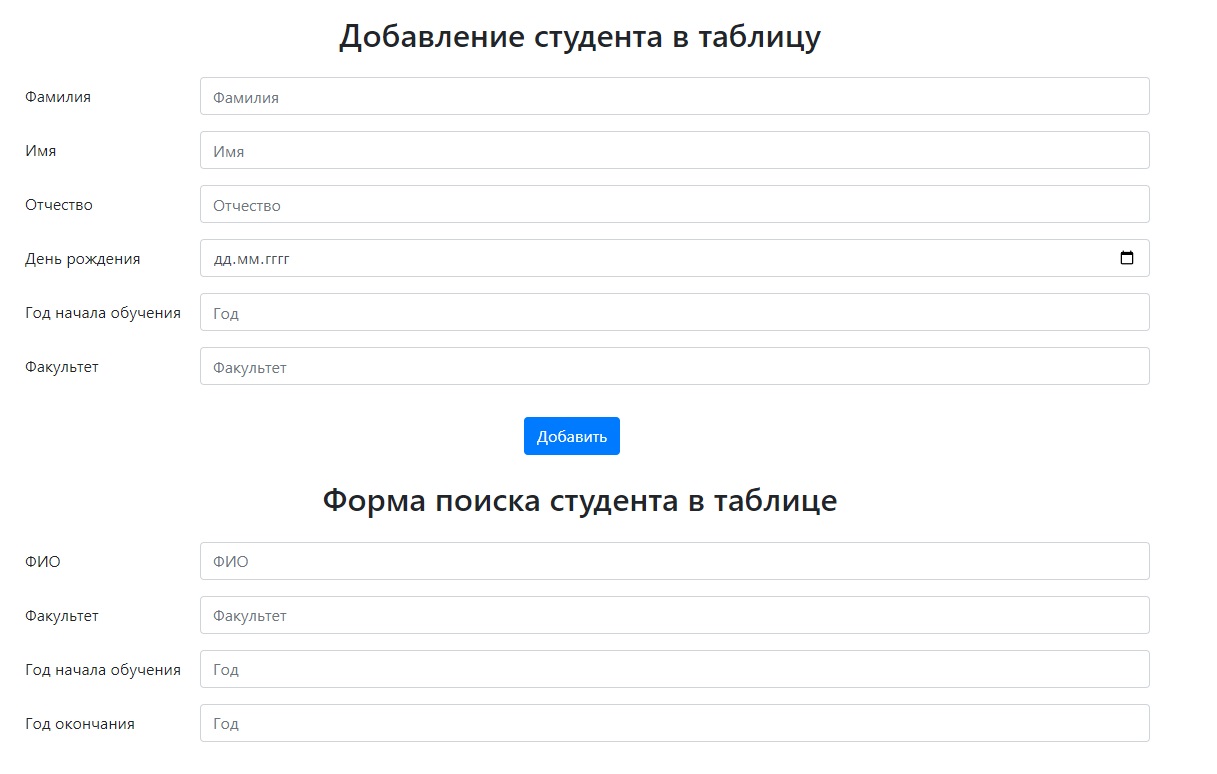 Добавление студента в таблицу
Фамилия Фамилия
Имя Имя
Отчество Отчество
День рождения дд.мм.гггг
Год начала обучения Год
Факультет Факультет
Добавить
Форма поиска студента в таблице
ФИО ФИО
Факультет Факультет
Год начала обучения Год
Год окончания Год